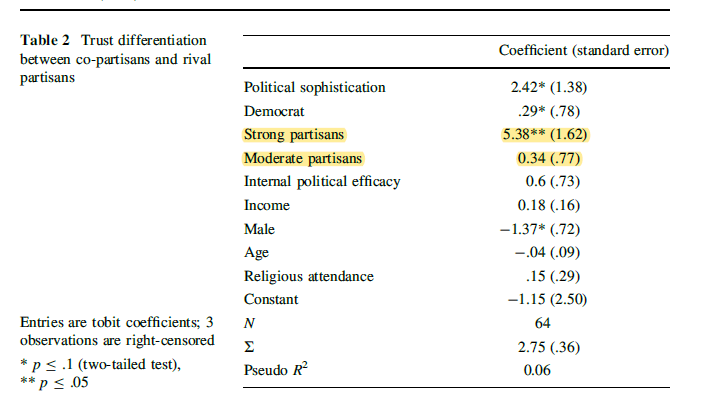 Table 2 Trust differentiation
between co-partisans and rival
partisans
Coefficient (standard error)
Political sophistication 2.42* (1.38)
Democrat .29* (.78)
Strong partisans 5.38** (1.62)
Moderate partisans 0.34 (.77)
Internal political efficacy 0.6 (.73)
Income 0.18 (.16)
Male −1.37* (.72)
Age −.04 (.09)
Religious attendance .15 (.29)
Constant −1.15 (2.50)
N 64
Σ 2.75 (.36)
Pseudo R² 0.06
Entries are tobit coefficients; 3
observations are right-censored
* p ≤ .1 (two-tailed test),
** p ≤ .05